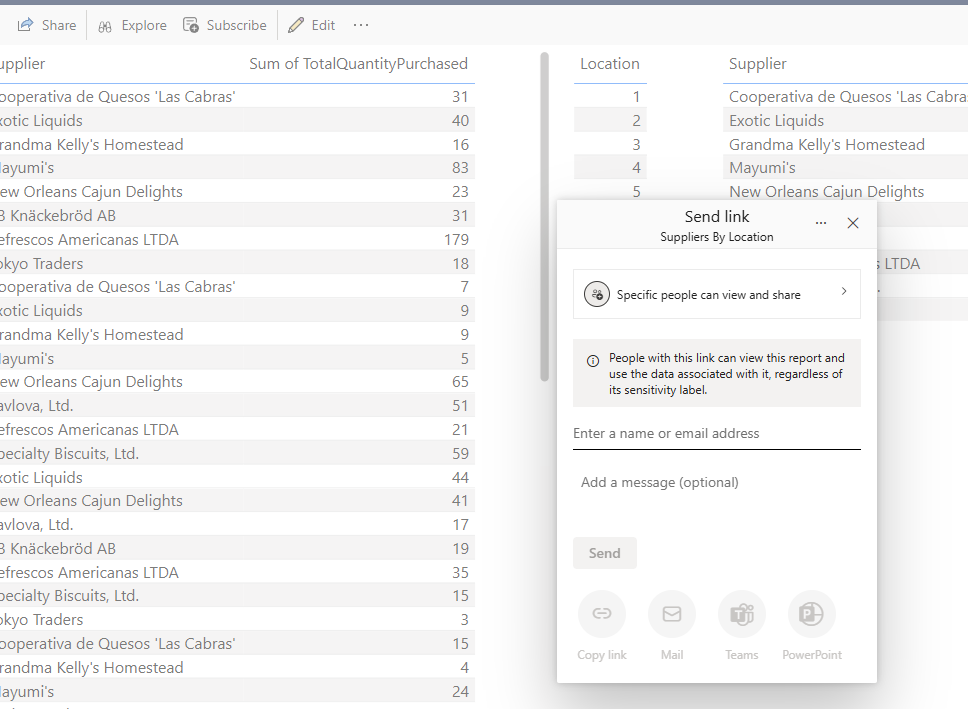 Share Explore Subscribe Edit ...
upplier Sum of TotalQuantityPurchased
ooperativa de Quesos 'Las Cabras' 31
xotic Liquids 40
randma Kelly's Homestead 16
ayumi's 83
ew Orleans Cajun Delights 23
B Knäckebröd AB 31
efrescos Americanas LTDA 179
okyo Traders 18
ooperativa de Quesos 'Las Cabras' 7
xotic Liquids 9
randma Kelly's Homestead 9
ayumi's 5
ew Orleans Cajun Delights 65
avlova, Ltd. 51
efrescos Americanas LTDA 21
pecialty Biscuits, Ltd. 59
xotic Liquids 44
ew Orleans Cajun Delights 41
avlova, Ltd. 17
B Knäckebröd AB 19
efrescos Americanas LTDA 35
pecialty Biscuits, Ltd. 15
okyo Traders 3
ooperativa de Quesos 'Las Cabras' 15
randma Kelly's Homestead 4
ayumi's 24
Location Supplier
1 Cooperativa de Quesos 'Las Cabra
2 Exotic Liquids
3 Grandma Kelly's Homestead
4 Mayumi's
5 New Orleans Cajun Delights
s LTDA
Send link
Suppliers By Location
Specific people can view and share
People with this link can view this report and
use the data associated with it, regardless of
its sensitivity label.
Enter a name or email address
Add a message (optional)
Send
Copy link Mail Teams PowerPoint